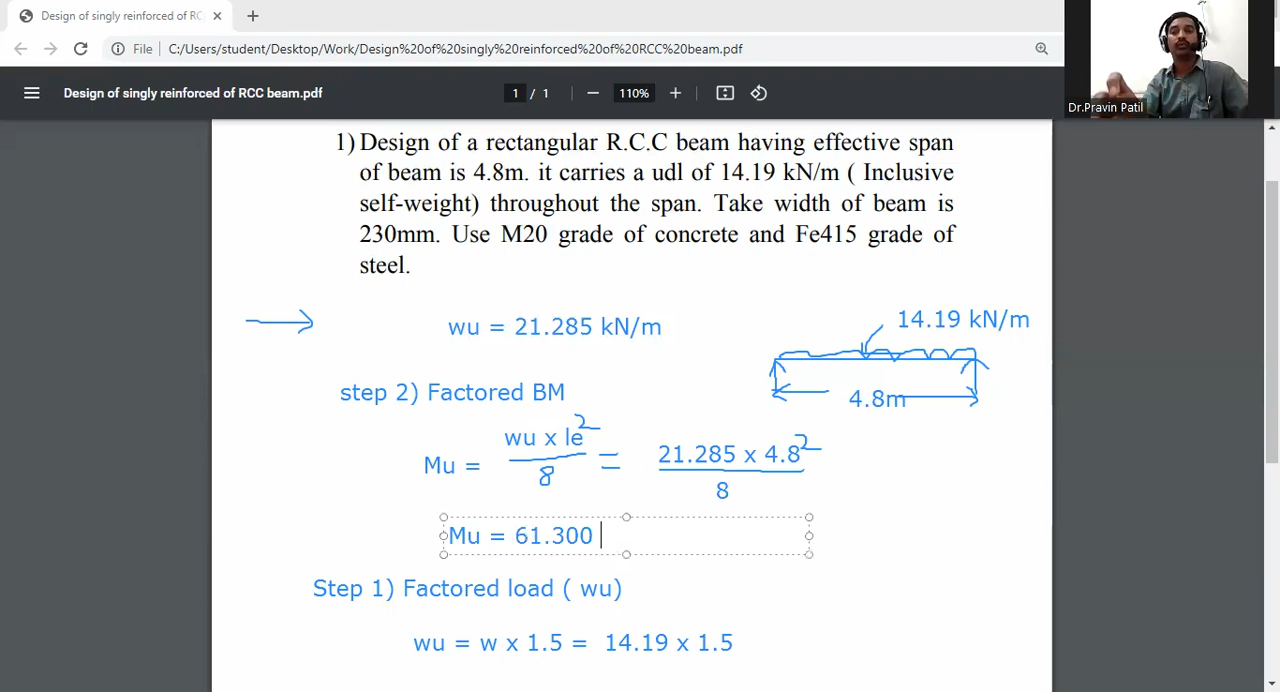 Design of singly reinforced of RC
File
C:/Users/student/Desktop/Work/Design%20of%20singly%20reinforced%20of%20RCC%20beam.pdf
Dr.Pravin Patil
Design of singly reinforced of RCC beam.pdf
1 / 1
110%
1) Design of a rectangular R.C.C beam having effective span
of beam is 4.8m. it carries a udl of 14.19 kN/m ( Inclusive
self-weight) throughout the span. Take width of beam is
230mm. Use M20 grade of concrete and Fe415 grade of
steel.
wu = 21.285 kN/m
14.19 kN/m
4.8m
step 2) Factored BM
Mu = wu x le² / 8 = 21.285 x 4.8² / 8
Mu = 61.300
Step 1) Factored load ( wu)
wu = w x 1.5 = 14.19 x 1.5